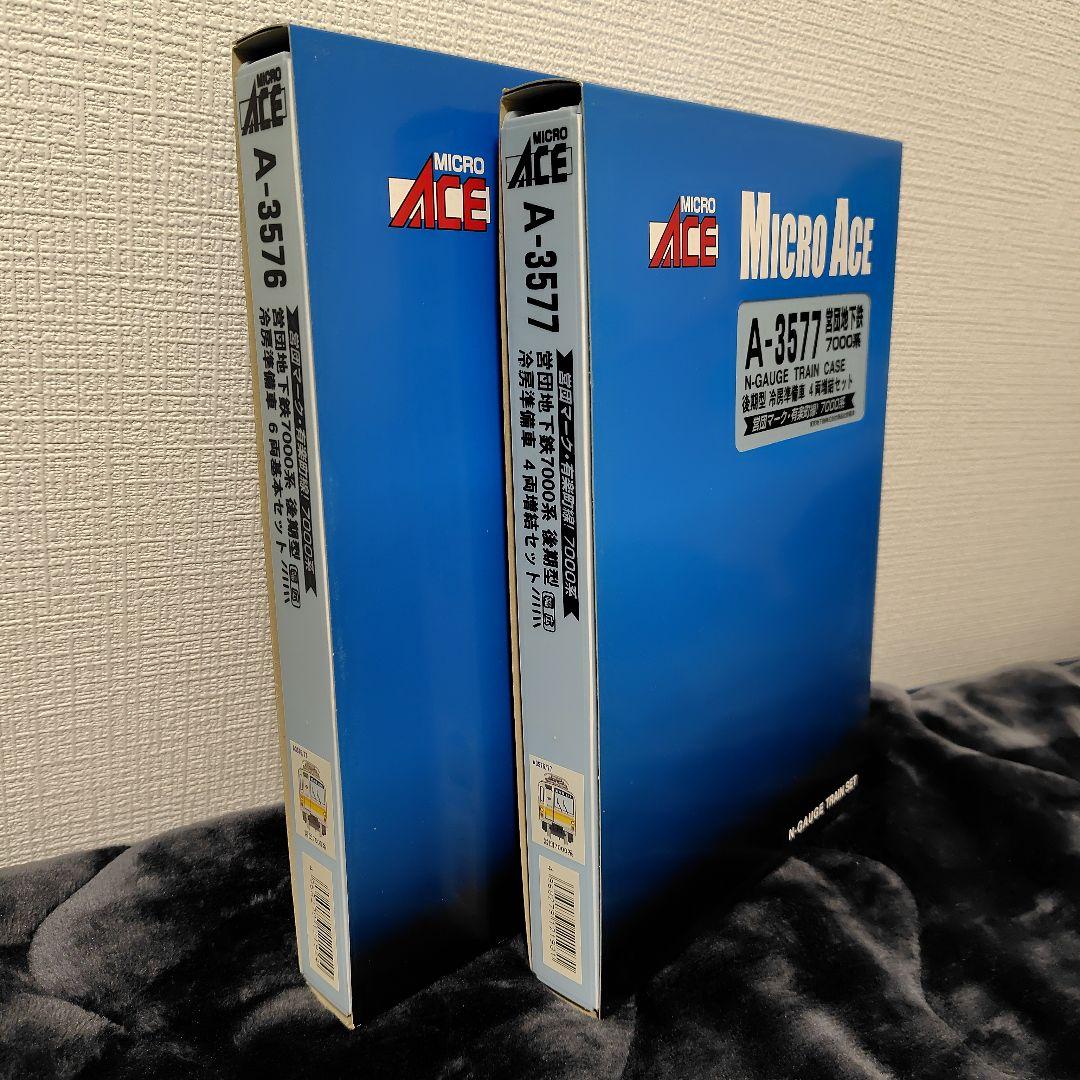 MICRO
ACE
A-3576
営団マーク・有楽町線! 7000系
営団地下鉄7000系 後期型
冷房準備車 6両基本セット
MICRO
ACE
MICRO
ACE
A-3577
営団マーク・有楽町線! 7000系
営団地下鉄7000系 後期型
冷房準備車 4両増結セット
営団7000系
MICRO
ACE
MICRO ACE
A-3577 営団地下鉄
7000系
N-GAUGE TRAIN CASE
後期型 冷房準備車 4両増結セット
営団マーク・有楽町線! 7000系
N-GAUGE TRAIN SET